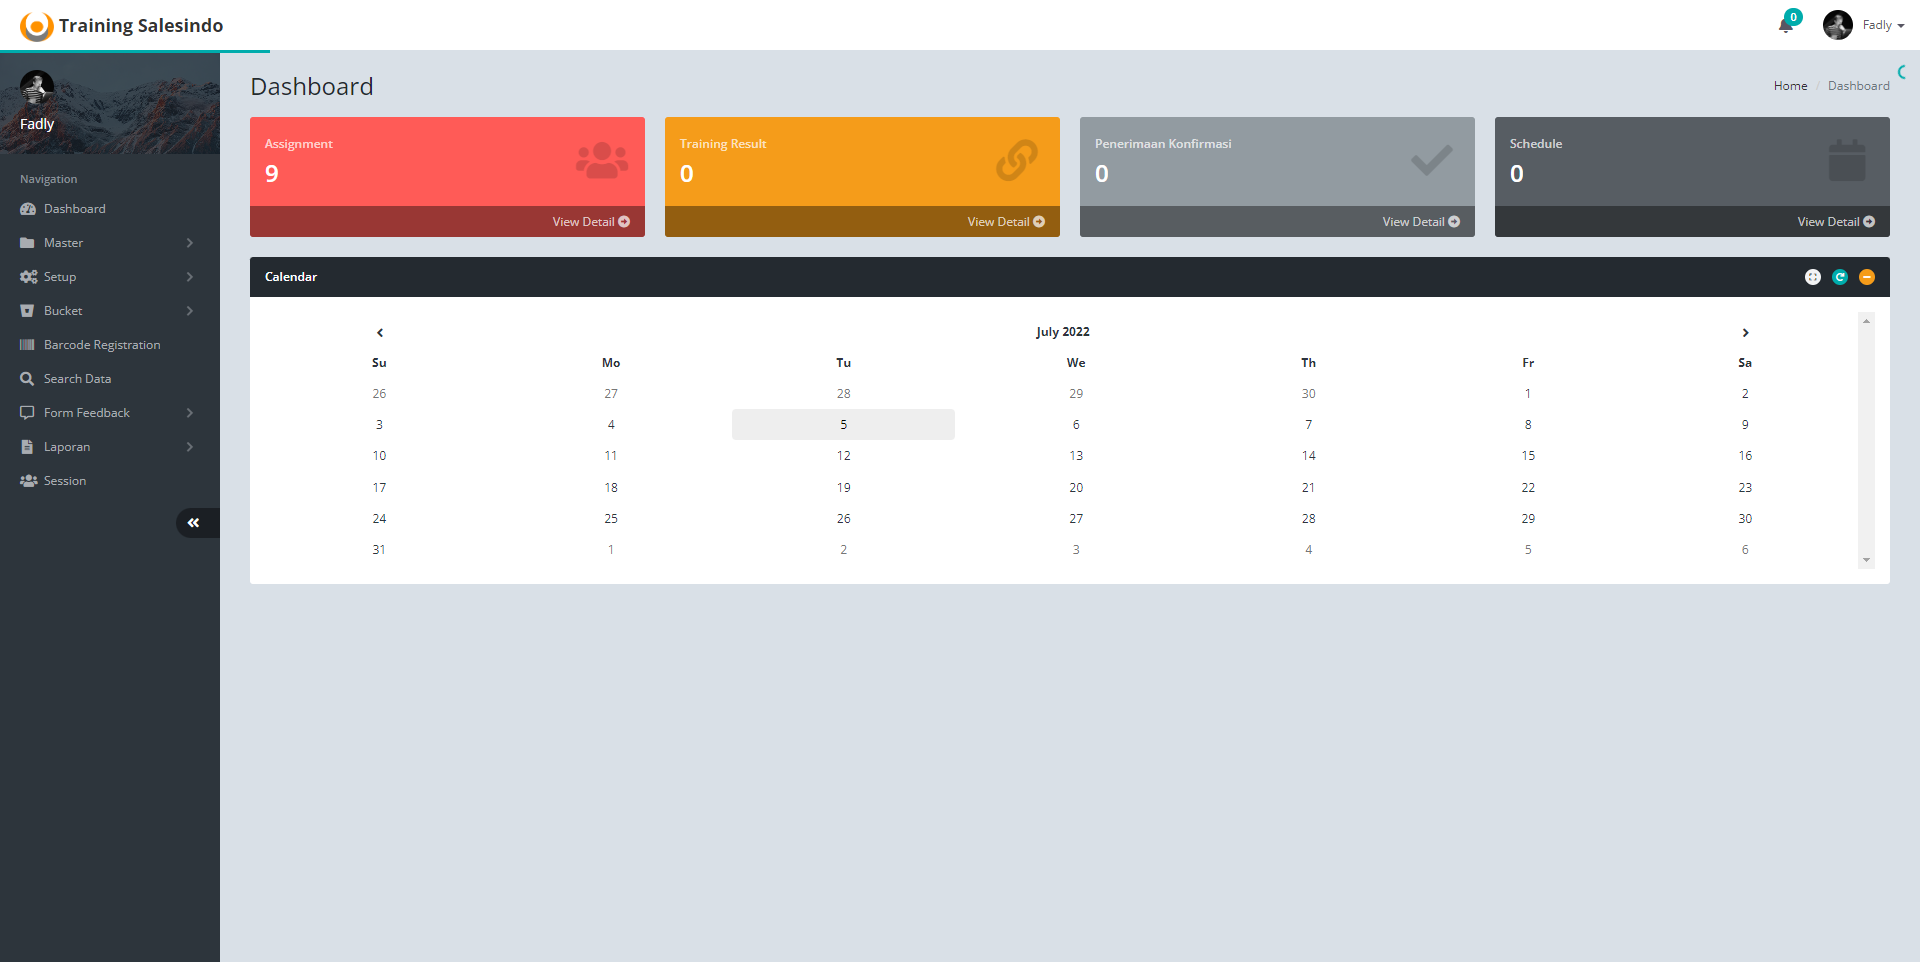 Training Salesindo
0
Fadly
Fadly
Navigation
Dashboard
Master
Setup
Bucket
Barcode Registration
Search Data
Form Feedback
Laporan
Session
Dashboard
Home / Dashboard
Assignment
9
View Detail
Training Result
0
View Detail
Penerimaan Konfirmasi
0
View Detail
Schedule
0
View Detail
Calendar
July 2022
Su Mo Tu We Th Fr Sa
26 27 28 29 30 1 2
3 4 5 6 7 8 9
10 11 12 13 14 15 16
17 18 19 20 21 22 23
24 25 26 27 28 29 30
31 1 2 3 4 5 6